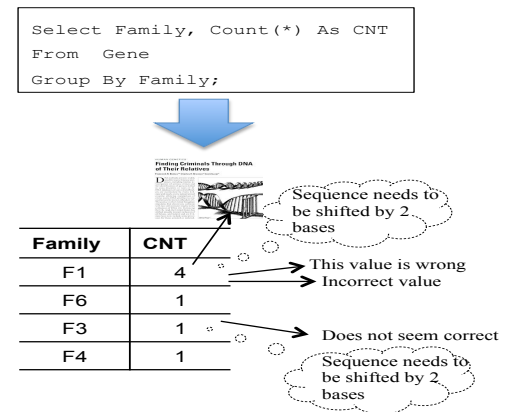 Select Family, Count(*) As CNT
From Gene
Group By Family;
Finding Criminals Through DNA
of Their Relatives
Sequence needs to
be shifted by 2
bases
Family CNT
F1 4
This value is wrong
Incorrect value
F6 1
F3 1
Does not seem correct
F4 1
Sequence needs to
be shifted by 2
bases